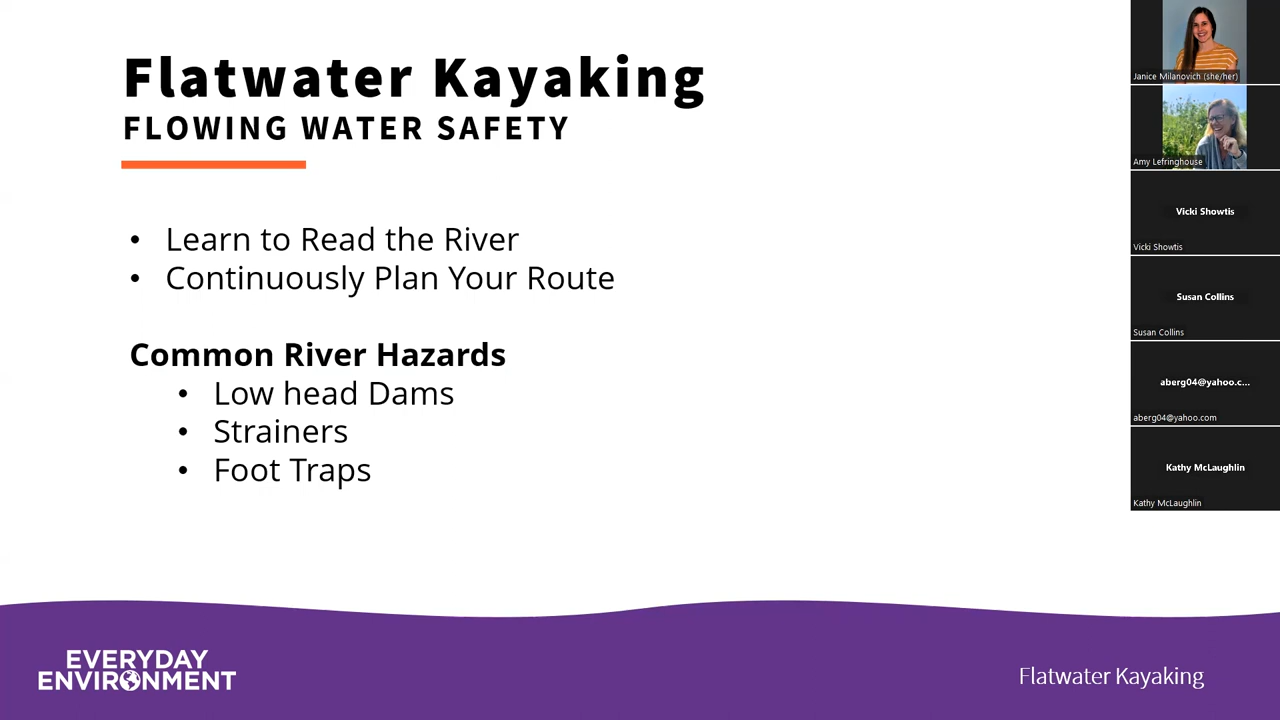 Flatwater Kayaking
FLOWING WATER SAFETY
• Learn to Read the River
• Continuously Plan Your Route
Common River Hazards
• Low head Dams
• Strainers
• Foot Traps
EVERYDAY
ENVIRONMENT
Flatwater Kayaking
Janice Milanovich (she/her)
Amy Lefringhouse
Vicki Showtis
Vicki Showtis
Susan Collins
Susan Collins
aberg04@yahoo.c...
aberg04@yahoo.com
Kathy McLaughlin
Kathy McLaughlin